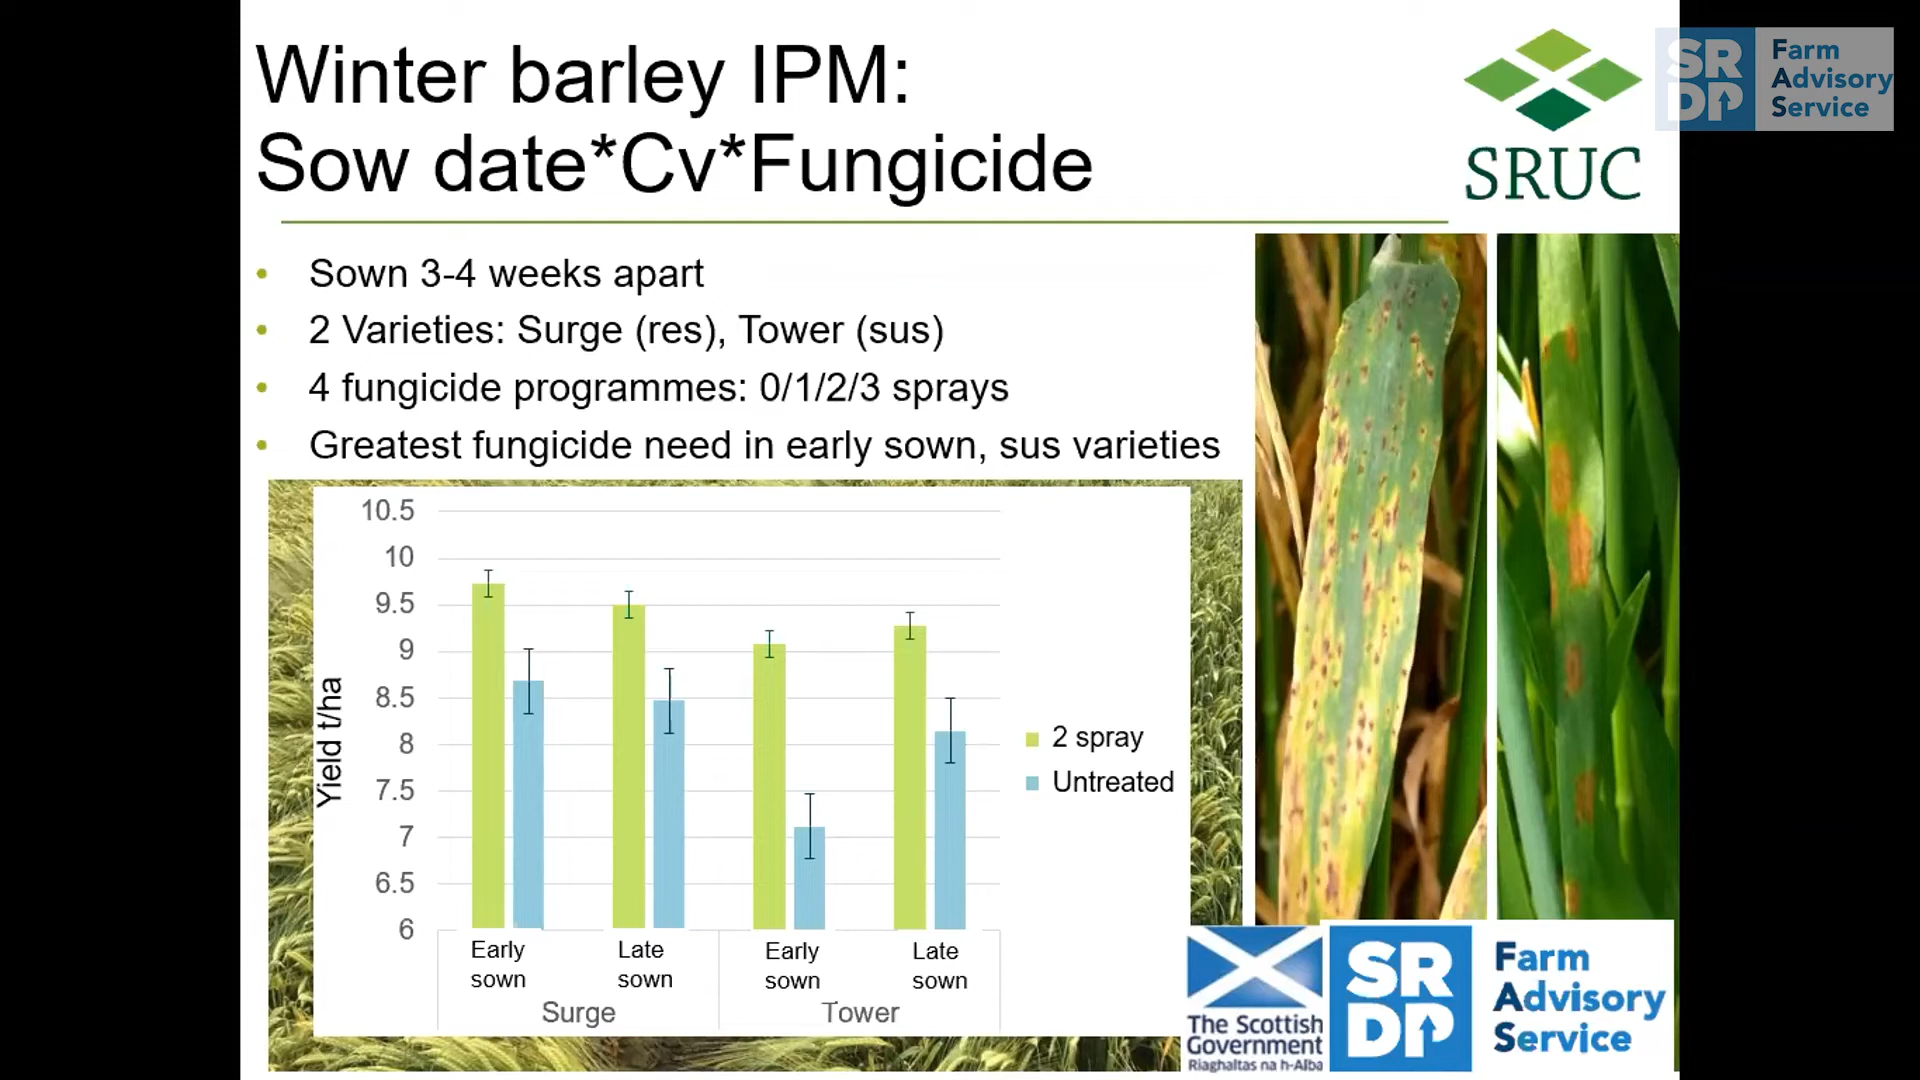 Winter barley IPM:
Sow date*Cv*Fungicide
SRUC
SR
DP
Farm
Advisory
Service
• Sown 3-4 weeks apart
• 2 Varieties: Surge (res), Tower (sus)
• 4 fungicide programmes: 0/1/2/3 sprays
• Greatest fungicide need in early sown, sus varieties
Yield t/ha
10.5
10
9.5
9
8.5
8
7.5
7
6.5
6
Early
sown
Late
sown
Early
sown
Late
sown
Surge
Tower
2 spray
Untreated
The Scottish
Government
Riaghaltas na h-Alba
SR
DP
Farm
Advisory
Service